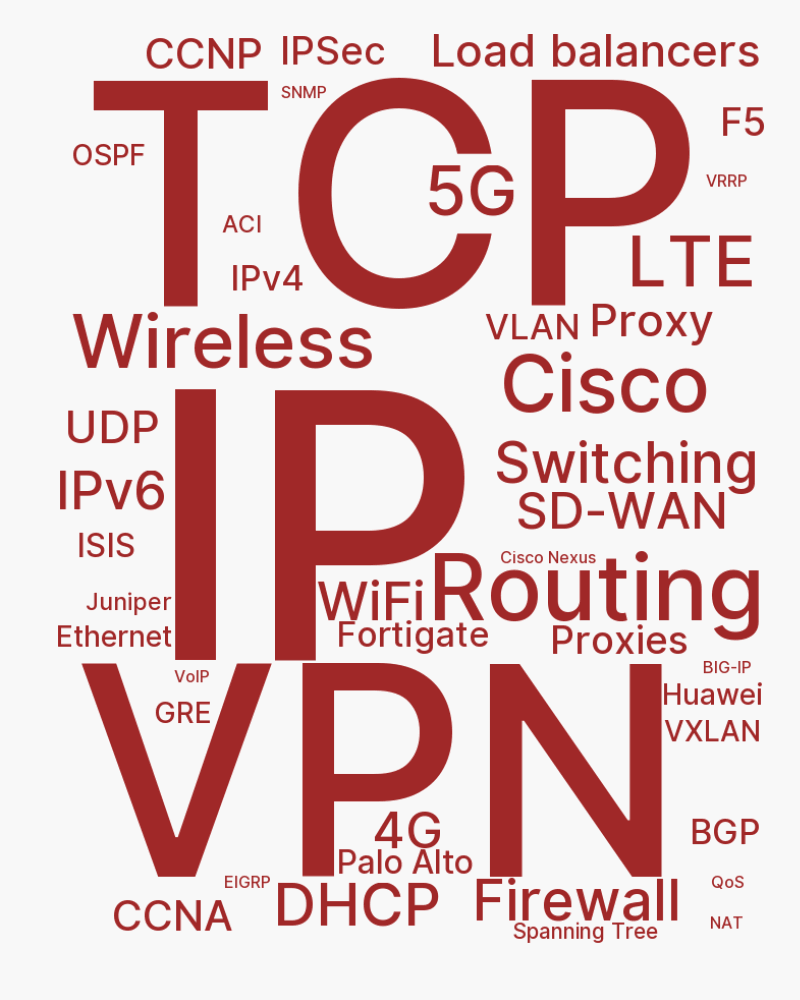 CCNP
IPSec
Load balancers
TCP
SNMP
F5
OSPF
5G
VRRP
ACI
LTE
IPv4
Wireless
VLAN
Proxy
Cisco
IP
UDP
Switching
IPv6
SD-WAN
ISIS
Cisco Nexus
Routing
Juniper
WiFi
Ethernet
Fortigate
Proxies
VPN
VoIP
BIG-IP
Huawei
GRE
VXLAN
4G
BGP
Palo Alto
EIGRP
QoS
CCNA
DHCP
Firewall
NAT
Spanning Tree